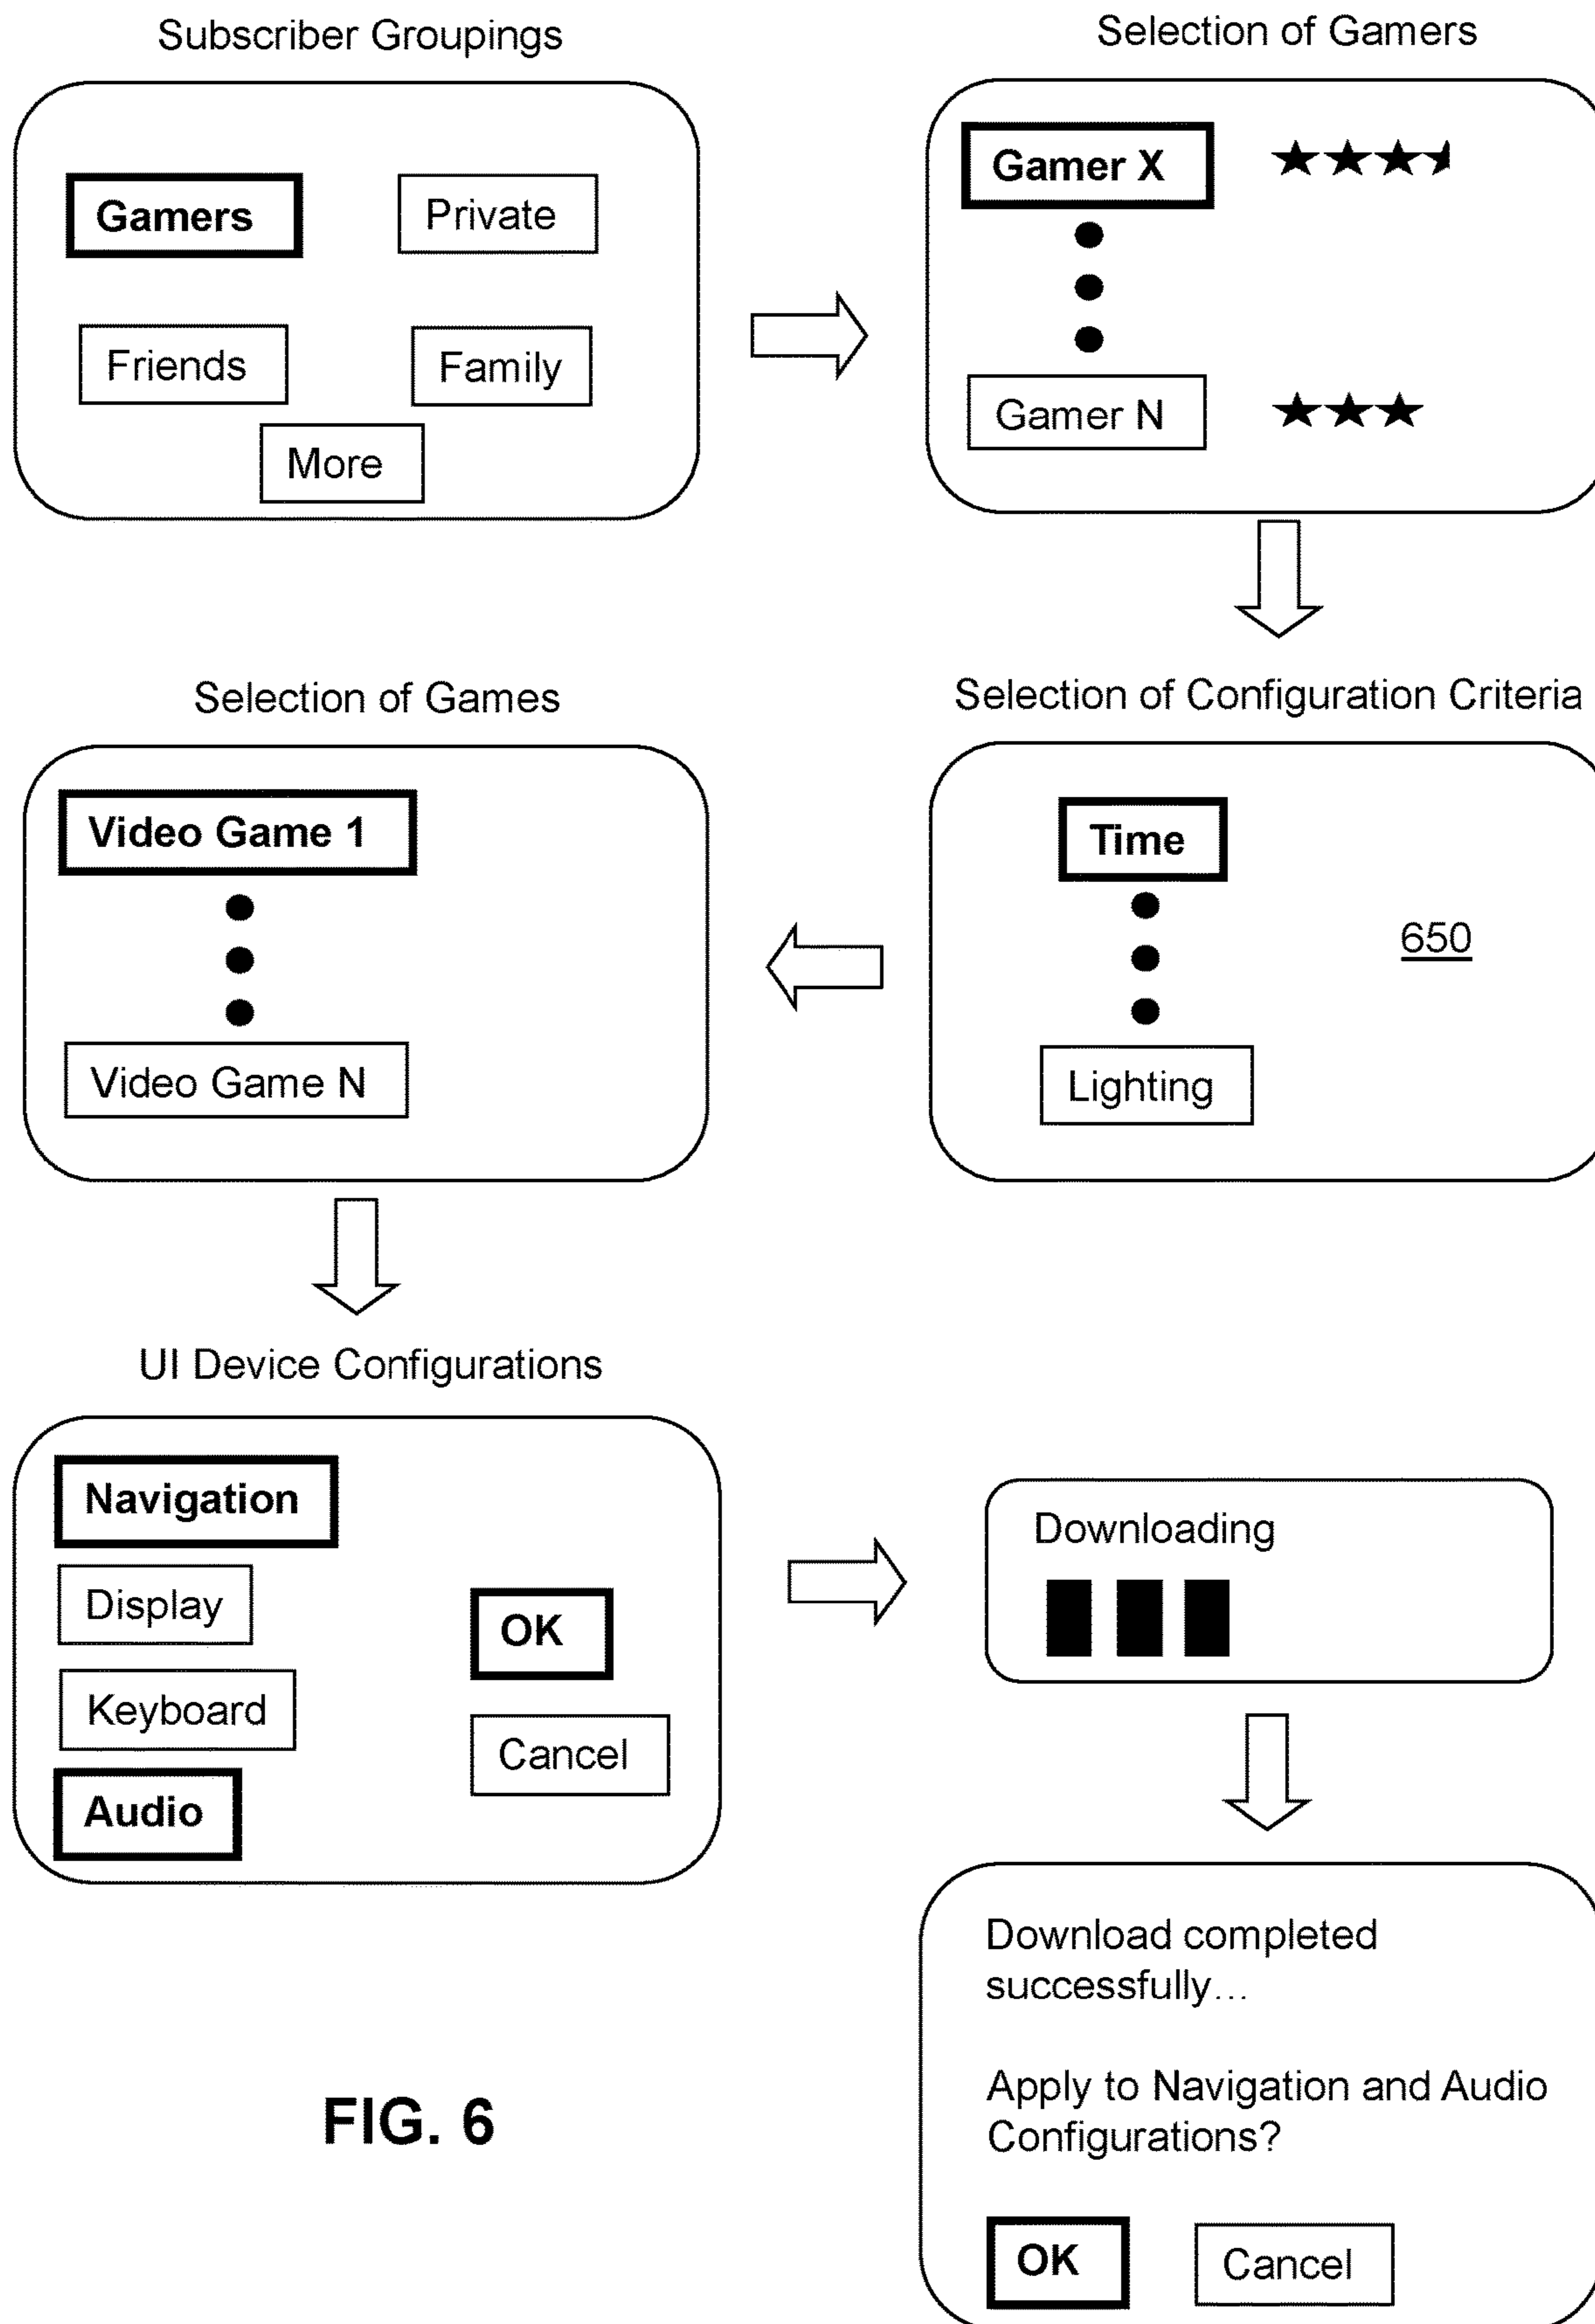 Subscriber Groupings
Gamers
Private
Friends
Family
More
Selection of Gamers
Gamer X
Gamer N
Selection of Configuration Criteria
Time
650
Lighting
Selection of Games
Video Game 1
Video Game N
UI Device Configurations
Navigation
Display
Keyboard
Audio
OK
Cancel
Downloading
Download completed
successfully...
Apply to Navigation and Audio
Configurations?
OK
Cancel
FIG. 6